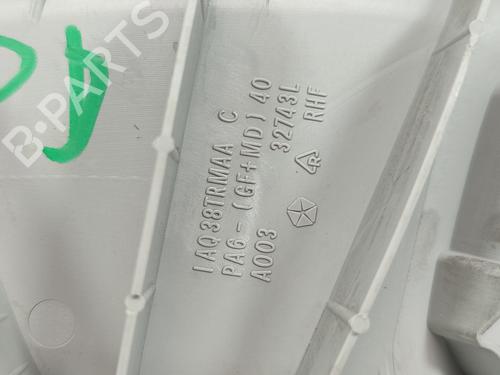 1AQ38TRMAA C
PA6-(GF+MD)40
A003
32743L
R RHF
B-PARTS